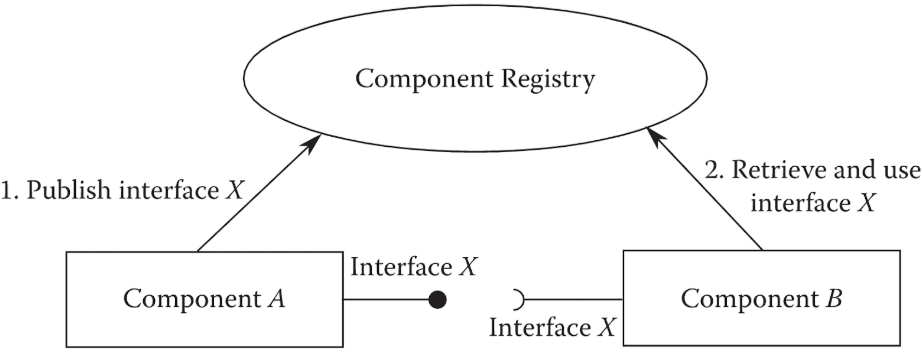 Component Registry
1. Publish interface X
2. Retrieve and use
interface X
Interface X
Component A
Component B
Interface X